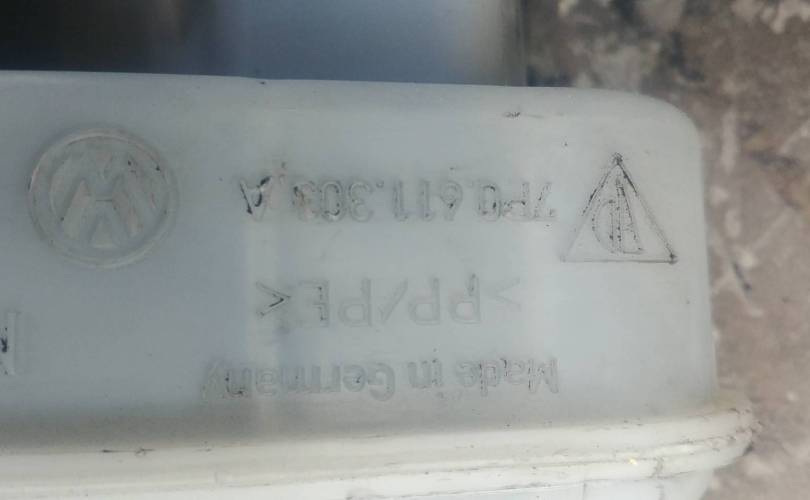 Made in Germany
>PP/PE<
7P0.611.303.A